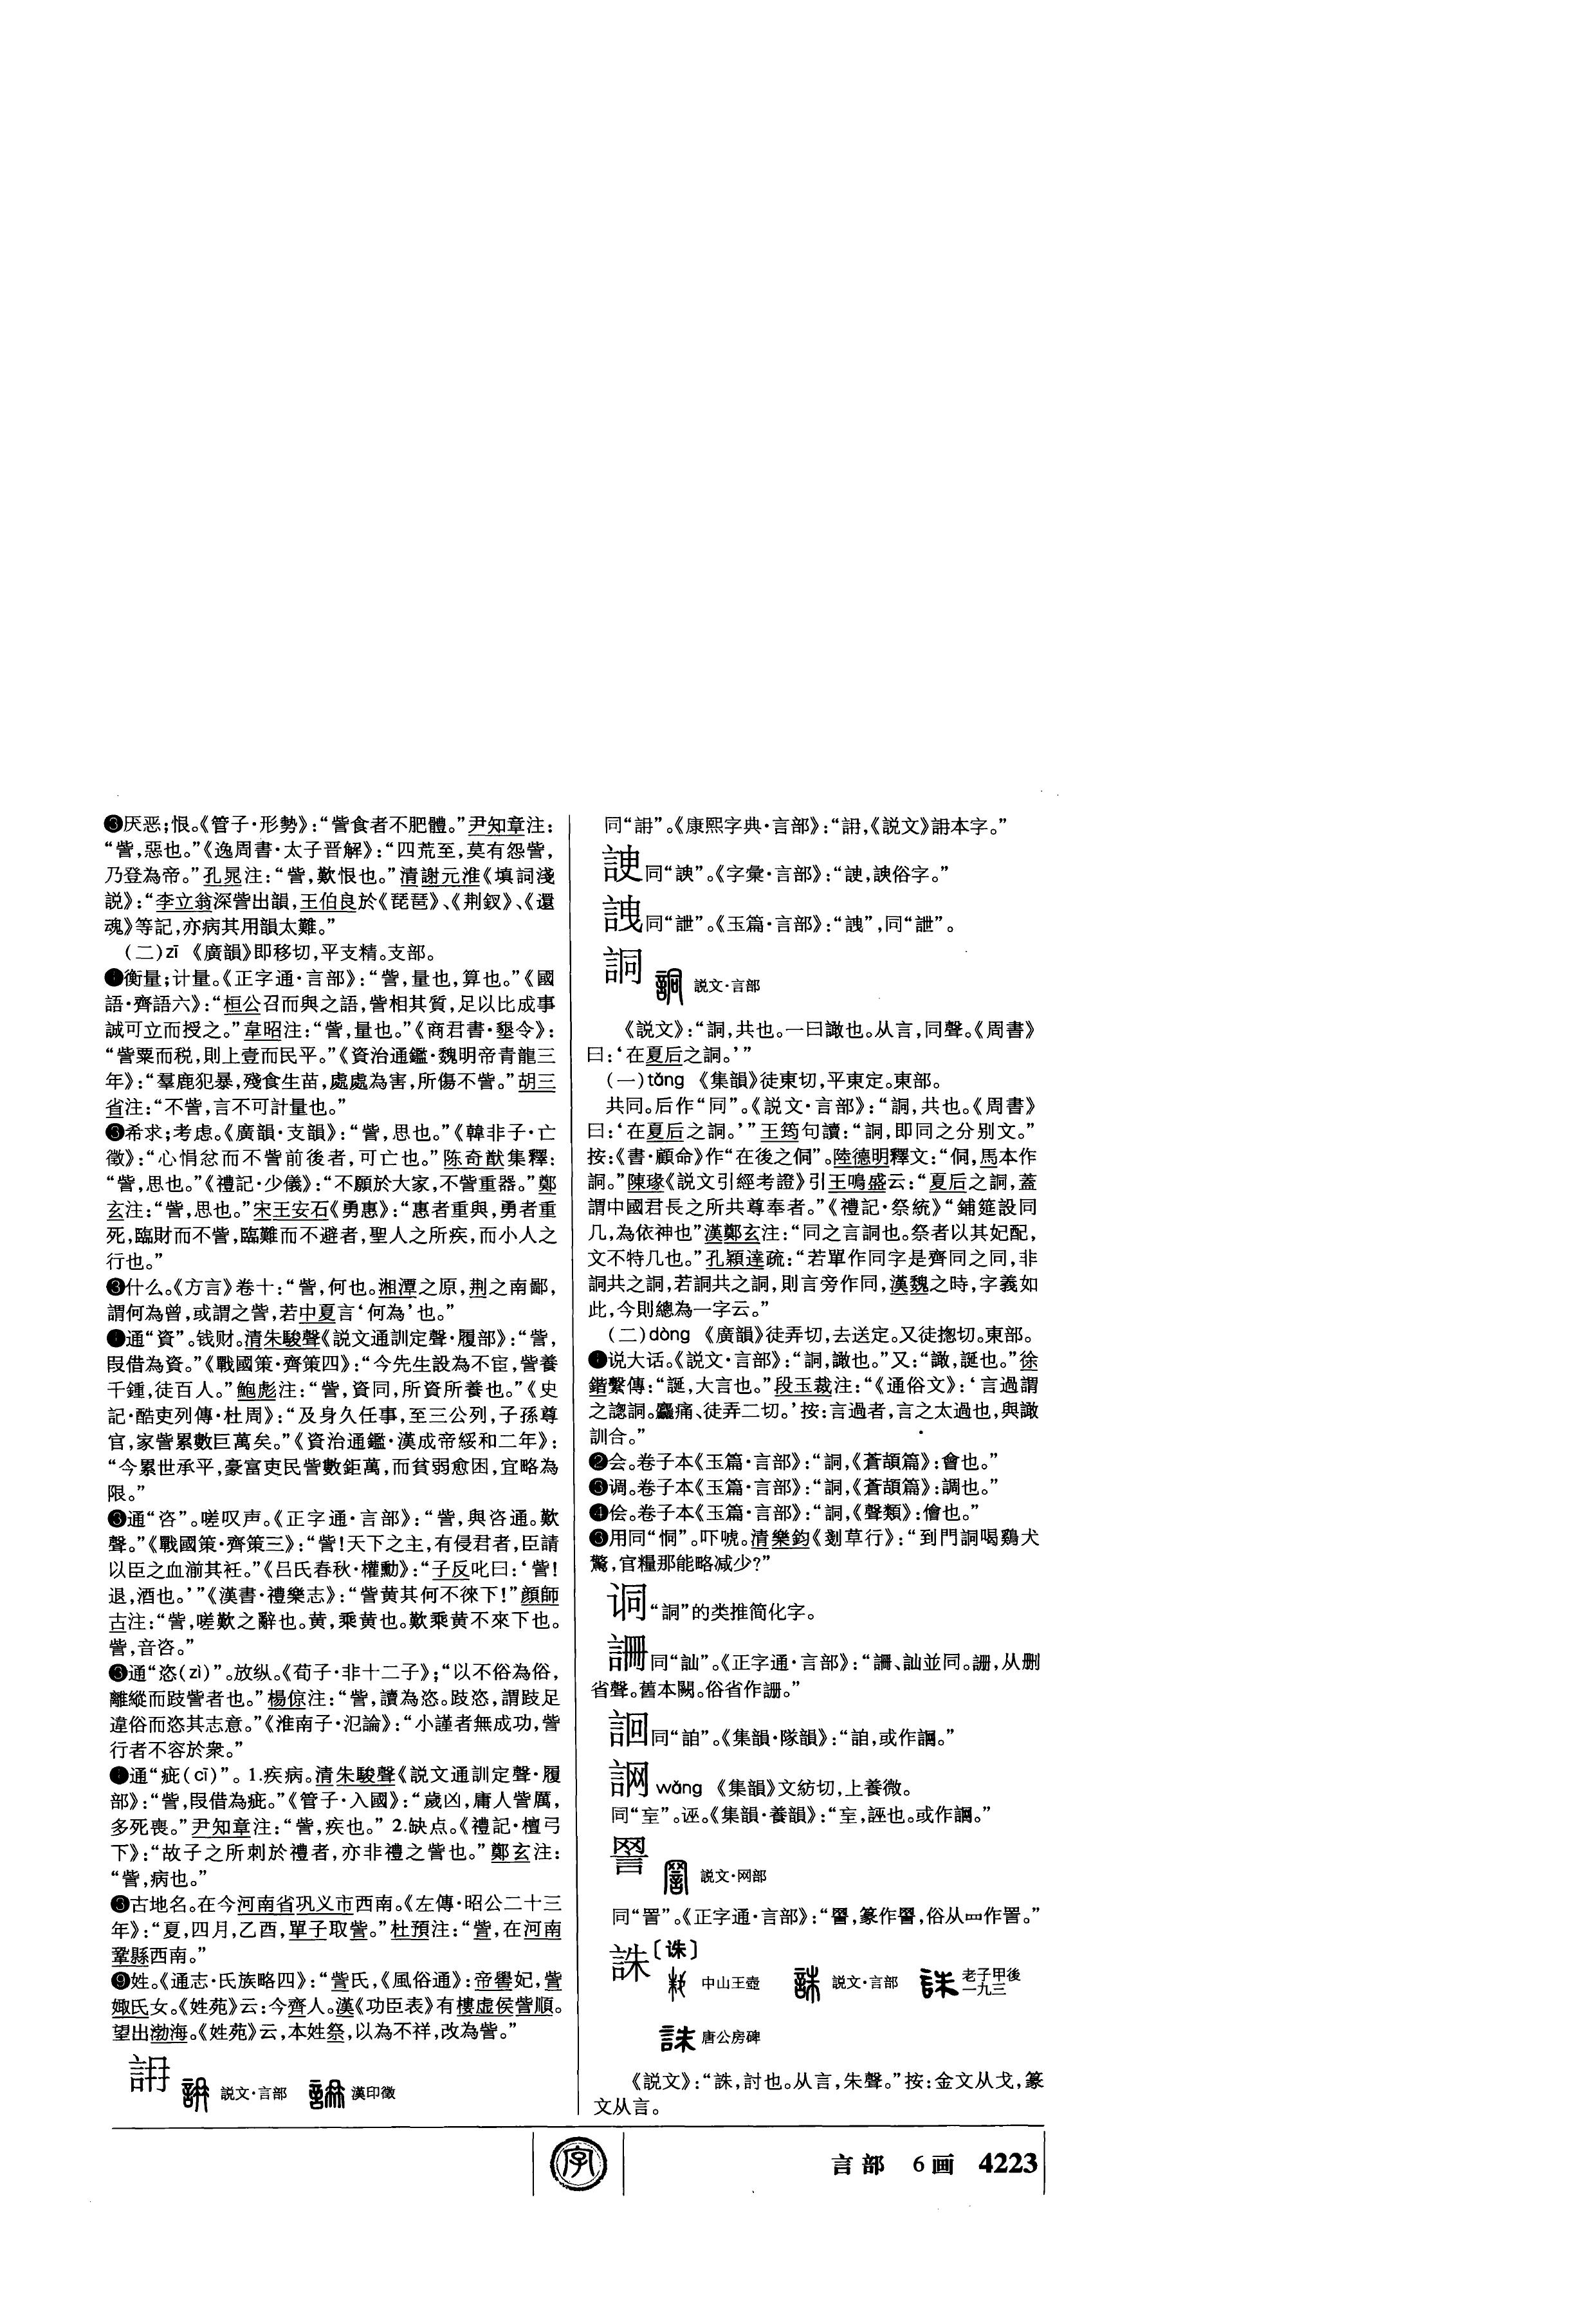 ❸厌恶;恨。《管子·形勢》:“訾食者不肥體。”尹知章注:
“訾,惡也。”《逸周書·太子晋解》:“四荒至,莫有怨訾,
乃登為帝。”孔晁注:“訾,歎恨也。”清謝元淮《填詞淺
説》:“李立翁深訾出韻,王伯良於《琵琶》、《荆釵》、《還
魂》等記,亦病其用韻太難。”
(二)zī 《廣韻》即移切,平支精。支部。
❶衡量;计量。《正字通·言部》:“訾,量也,算也。”《國
語·齊語六》:“桓公召而與之語,訾相其質,足以比成事
誠可立而授之。”韋昭注:“訾,量也。”《商君書·墾令》:
“訾粟而税,則上壹而民平。”《資治通鑑·魏明帝青龍三
年》:“羣鹿犯暴,殘食生苗,處處為害,所傷不訾。”胡三
省注:“不訾,言不可計量也。”
希求;考虑。《廣韻·支韻》:“訾,思也。”《韓非子·亡
徵》:“心悁忿而不訾前後者,可亡也。”陈奇猷集釋:
“訾,思也。”《禮記·少儀》:“不願於大家,不訾重器。”鄭
玄注:“訾,思也。”宋王安石《勇惠》:“惠者重與,勇者重
死,臨財而不訾,臨難而不避者,聖人之所疾,而小人之
行也。”
❸什么。《方言》卷十:“訾,何也。湘潭之原,荆之南鄙,
謂何為曾,或謂之訾,若中夏言‘何為’也。”
通“資”。钱财。清朱駿聲《説文通訓定聲·履部》:“訾,
叚借為資。”《戰國策·齊策四》:“今先生設為不宦,訾養
千鍾,徒百人。”鮑彪注:“訾,資同,所資所養也。”《史
記·酷吏列傳·杜周》:“及身久任事,至三公列,子孫尊
官,家訾累數巨萬矣。”《資治通鑑·漢成帝綏和二年》:
“今累世承平,豪富吏民訾數鉅萬,而貧弱愈困,宜略為
限。”
通“咨”。嗟叹声。《正字通·言部》:“訾,與咨通。歎
聲。”《戰國策·齊策三》:“訾!天下之主,有侵君者,臣請
以臣之血湔其衽。”《吕氏春秋·權勳》:“子反叱曰:‘訾!
退,酒也。’”《漢書·禮樂志》:“訾黄其何不徠下!”顔師
古注:“訾,嗟歎之辭也。黄,乘黄也。歎乘黄不來下也。
訾,音咨。”
通“恣(zì)”。放纵。《荀子·非十二子》;“以不俗為俗,
離縱而跂訾者也。”楊倞注:“訾,讀為恣。跂恣,謂跂足
違俗而恣其志意。”《淮南子·氾論》:“小謹者無成功,訾
行者不容於衆。”
通“疵(cī)”。1.疾病。清朱駿聲《説文通訓定聲·履
部》:“訾,叚借為疵。”《管子·入國》:“歲凶,庸人訾厲,
多死喪。”尹知章注:“訾,疾也。” 2.缺点。《禮記·檀弓
下》:“故子之所刺於禮者,亦非禮之訾也。”鄭玄注:
“訾,病也。”
古地名。在今河南省巩义市西南。《左傳·昭公二十三
年》:“夏,四月,乙酉,單子取訾。”杜預注:“訾,在河南
鞏縣西南。”
❾姓。《通志·氏族略四》:“訾氏,《風俗通》:帝嚳妃,訾
娵氏女。《姓苑》云:今齊人。漢《功臣表》有樓虚侯訾順。
望出渤海。《姓苑》云,本姓祭,以為不祥,改為訾。”
説文·言部 漢印徵
同“䛁”。《康熙字典·言部》:“詽,《説文》䛁本字。”
同“諛”。《字彙·言部》:“𧧥,諛俗字。”
詍同“詍”。《玉篇·言部》:“洩”,同“詍”。
詷 説文·言部
《説文》:“詷,共也。一曰譀也。从言,同聲。《周書》
曰:‘在夏后之詷。’”
(一)tǒng 《集韻》徒東切,平東定。東部。
共同。后作“同”。《説文·言部》:“詷,共也。《周書》
曰:‘在夏后之詷。’”王筠句讀:“詷,即同之分别文。”
按:《書·顧命》作“在後之侗”。陸德明釋文:“侗,馬本作
詷。”陳瑑《説文引經考證》引王鳴盛云:“夏后之詷,蓋
謂中國君長之所共尊奉者。”《禮記·祭統》“鋪筵設同
几,為依神也”漢鄭玄注:“同之言詷也。祭者以其妃配,
文不特几也。”孔穎達疏:“若單作同字是齊同之同,非
詷共之詷,若詷共之詷,則言旁作同,漢魏之時,字義如
此,今則總為一字云。”
(二)dòng 《廣韻》徒弄切,去送定。又徒揔切。東部。
❶说大话。《説文·言部》:“詷,譀也。”又:“譀,誕也。”徐
鍇繫傳:“誕,大言也。”段玉裁注:“《通俗文》:‘言過謂
之謥詷。麤痛、徒弄二切。’按:言過者,言之太過也,與譀
訓合。”
❷会。卷子本《玉篇·言部》:“詷,《蒼頡篇》:會也。”
❸调。卷子本《玉篇·言部》:“詷,《蒼頡篇》:調也。”
❹侩。卷子本《玉篇·言部》:“詷,《聲類》:儈也。”
用同“恫”。吓唬。清樂鈞《剗草行》:“到門詷喝鷄犬
驚,官糧那能略减少?”
𫍣“詷”的类推简化字。
同“訕”。《正字通·言部》:“䚲、訕並同。䚲,从删
省聲。舊本闕。俗省作詌。”
詯同“詯”。《集韻·隊韻》:“詯,或作𧧗。”
wǎng 《集韻》文紡切,上養微。
同“𡧽”。诬。《集韻·養韻》:“𡧽,誣也。或作誷。”
説文·网部
同“詈”。《正字通·言部》:“𧧺,篆作𧧺,俗从罒作詈。”
誅〔诛〕 中山王壺 説文·言部 老子甲後一九三
唐公房碑
《説文》:“誅,討也。从言,朱聲。”按:金文从戈,篆
文从言。
字
言部 6画 4223